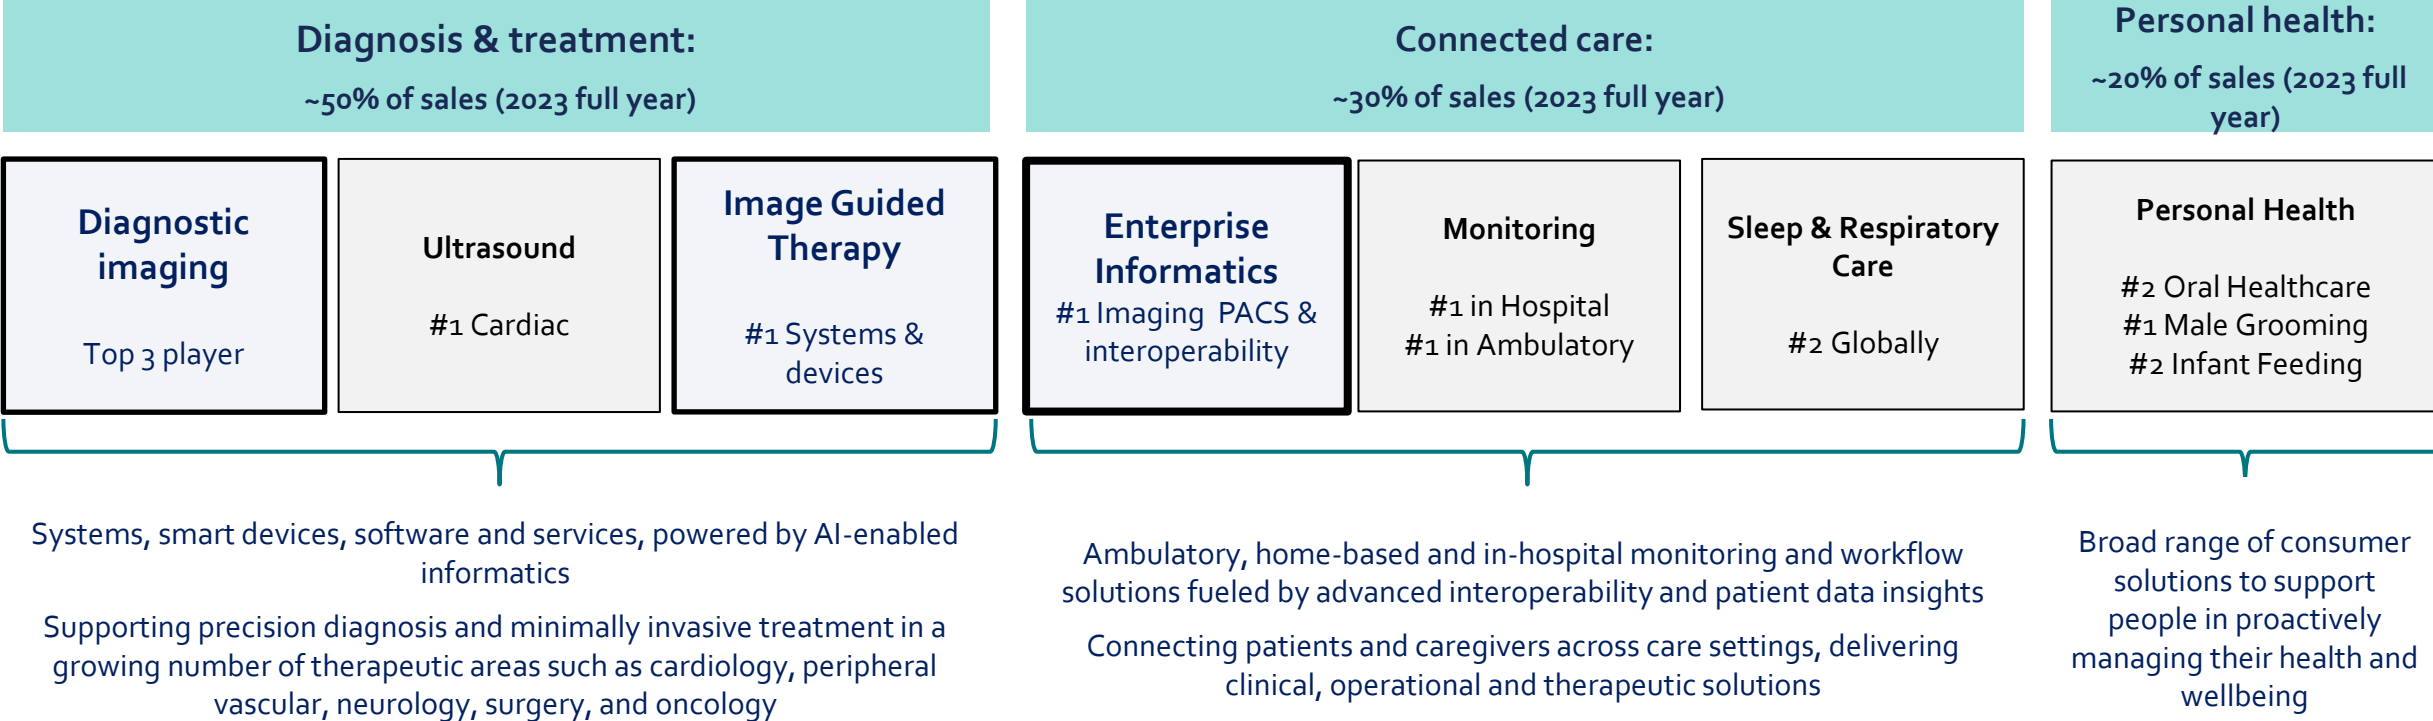 Diagnosis & treatment:
~50% of sales (2023 full year)
Diagnostic
imaging
Top 3 player
Ultrasound
#1 Cardiac
Image Guided
Therapy
#1 Systems &
devices
Systems, smart devices, software and services, powered by AI-enabled
informatics
Supporting precision diagnosis and minimally invasive treatment in a
growing number of therapeutic areas such as cardiology, peripheral
vascular, neurology, surgery, and oncology
Connected care:
~30% of sales (2023 full year)
Enterprise
Informatics
#1 Imaging PACS &
interoperability
Monitoring
#1 in Hospital
#1 in Ambulatory
Sleep & Respiratory
Care
#2 Globally
Ambulatory, home-based and in-hospital monitoring and workflow
solutions fueled by advanced interoperability and patient data insights
Connecting patients and caregivers across care settings, delivering
clinical, operational and therapeutic solutions
Personal health:
~20% of sales (2023 full
year)
Personal Health
#2 Oral Healthcare
#1 Male Grooming
#2 Infant Feeding
Broad range of consumer
solutions to support
people in proactively
managing their health and
wellbeing